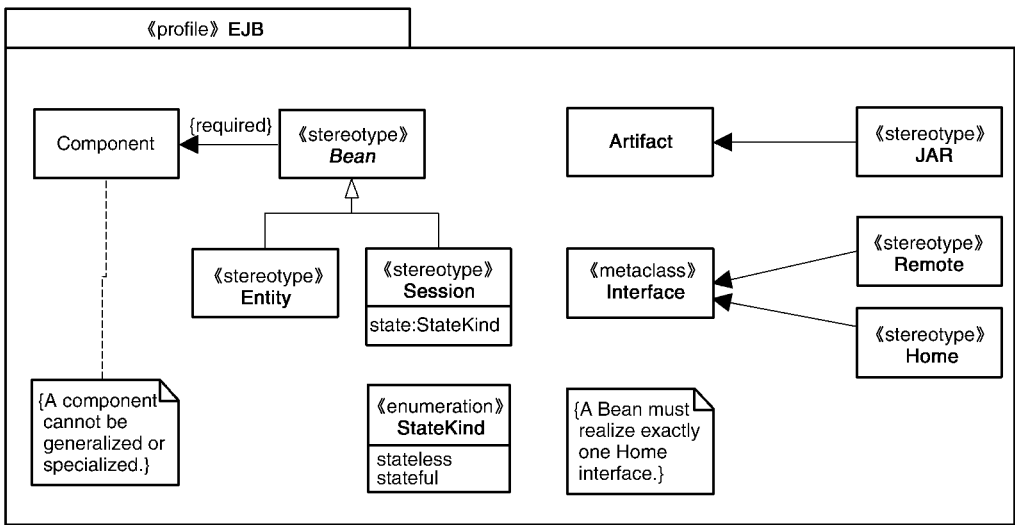 《profile》 EJB
Component
{required}
《stereotype》
Bean
Artifact
《stereotype》
JAR
《stereotype》
Entity
《stereotype》
Session
state:StateKind
《metaclass》
Interface
《stereotype》
Remote
《stereotype》
Home
{A component
cannot be
generalized or
specialized.}
《enumeration》
StateKind
stateless
stateful
{A Bean must
realize exactly
one Home
interface.}